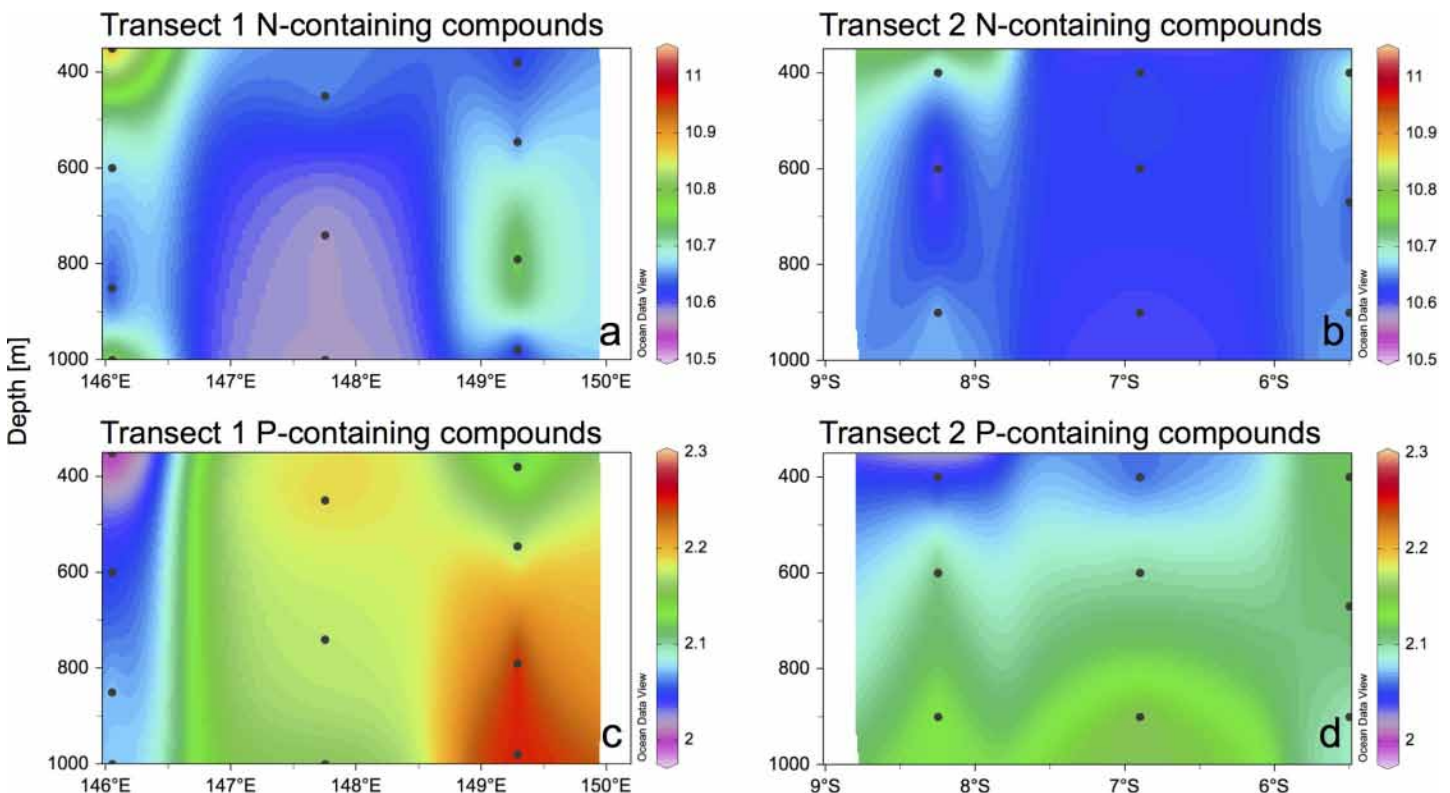 Transect 1 N-containing compounds
400
600
800
1000
146°E 147°E 148°E 149°E 150°E
a
Ocean Data View
11
10.9
10.8
10.7
10.6
10.5
Transect 2 N-containing compounds
400
600
800
1000
9°S 8°S 7°S 6°S
b
Ocean Data View
11
10.9
10.8
10.7
10.6
10.5
Depth [m]
Transect 1 P-containing compounds
400
600
800
1000
146°E 147°E 148°E 149°E 150°E
c
Ocean Data View
2.3
2.2
2.1
2
Transect 2 P-containing compounds
400
600
800
1000
9°S 8°S 7°S 6°S
d
Ocean Data View
2.3
2.2
2.1
2